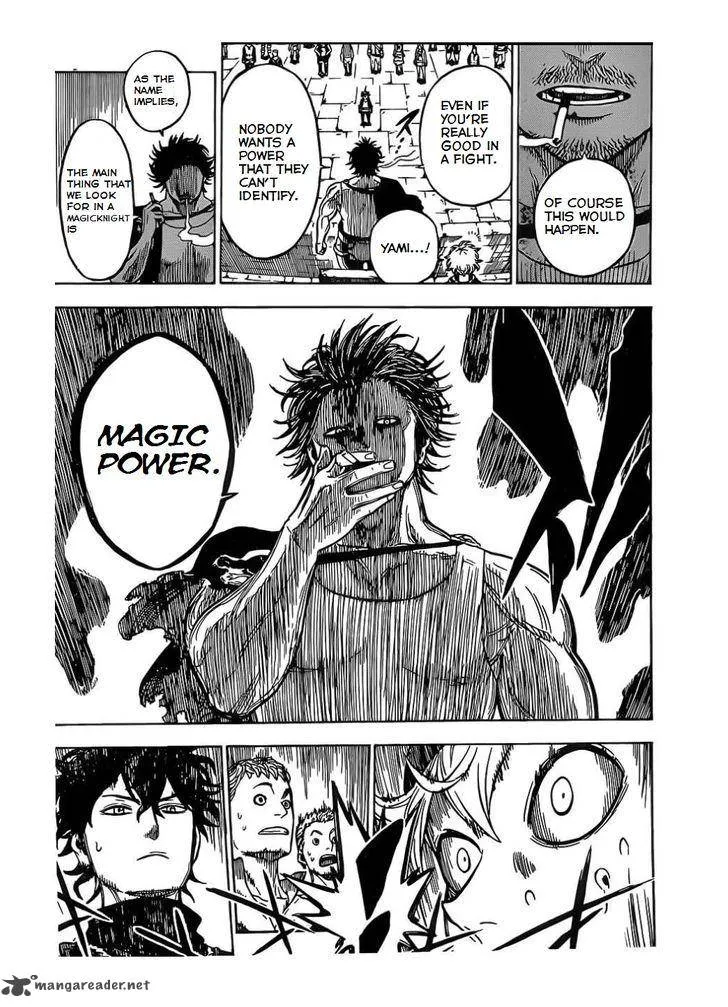 OF COURSE
THIS WOULD
HAPPEN.
EVEN IF
YOU'RE
REALLY
GOOD IN
A FIGHT.
NOBODY
WANTS A
POWER
THAT THEY
CAN'T
IDENTIFY.
YAMI...!
AS THE
NAME
IMPLIES,
THE MAIN
THING THAT
WE LOOK
FOR IN A
MAGICKNIGHT
IS
MAGIC
POWER.
mangareader.net